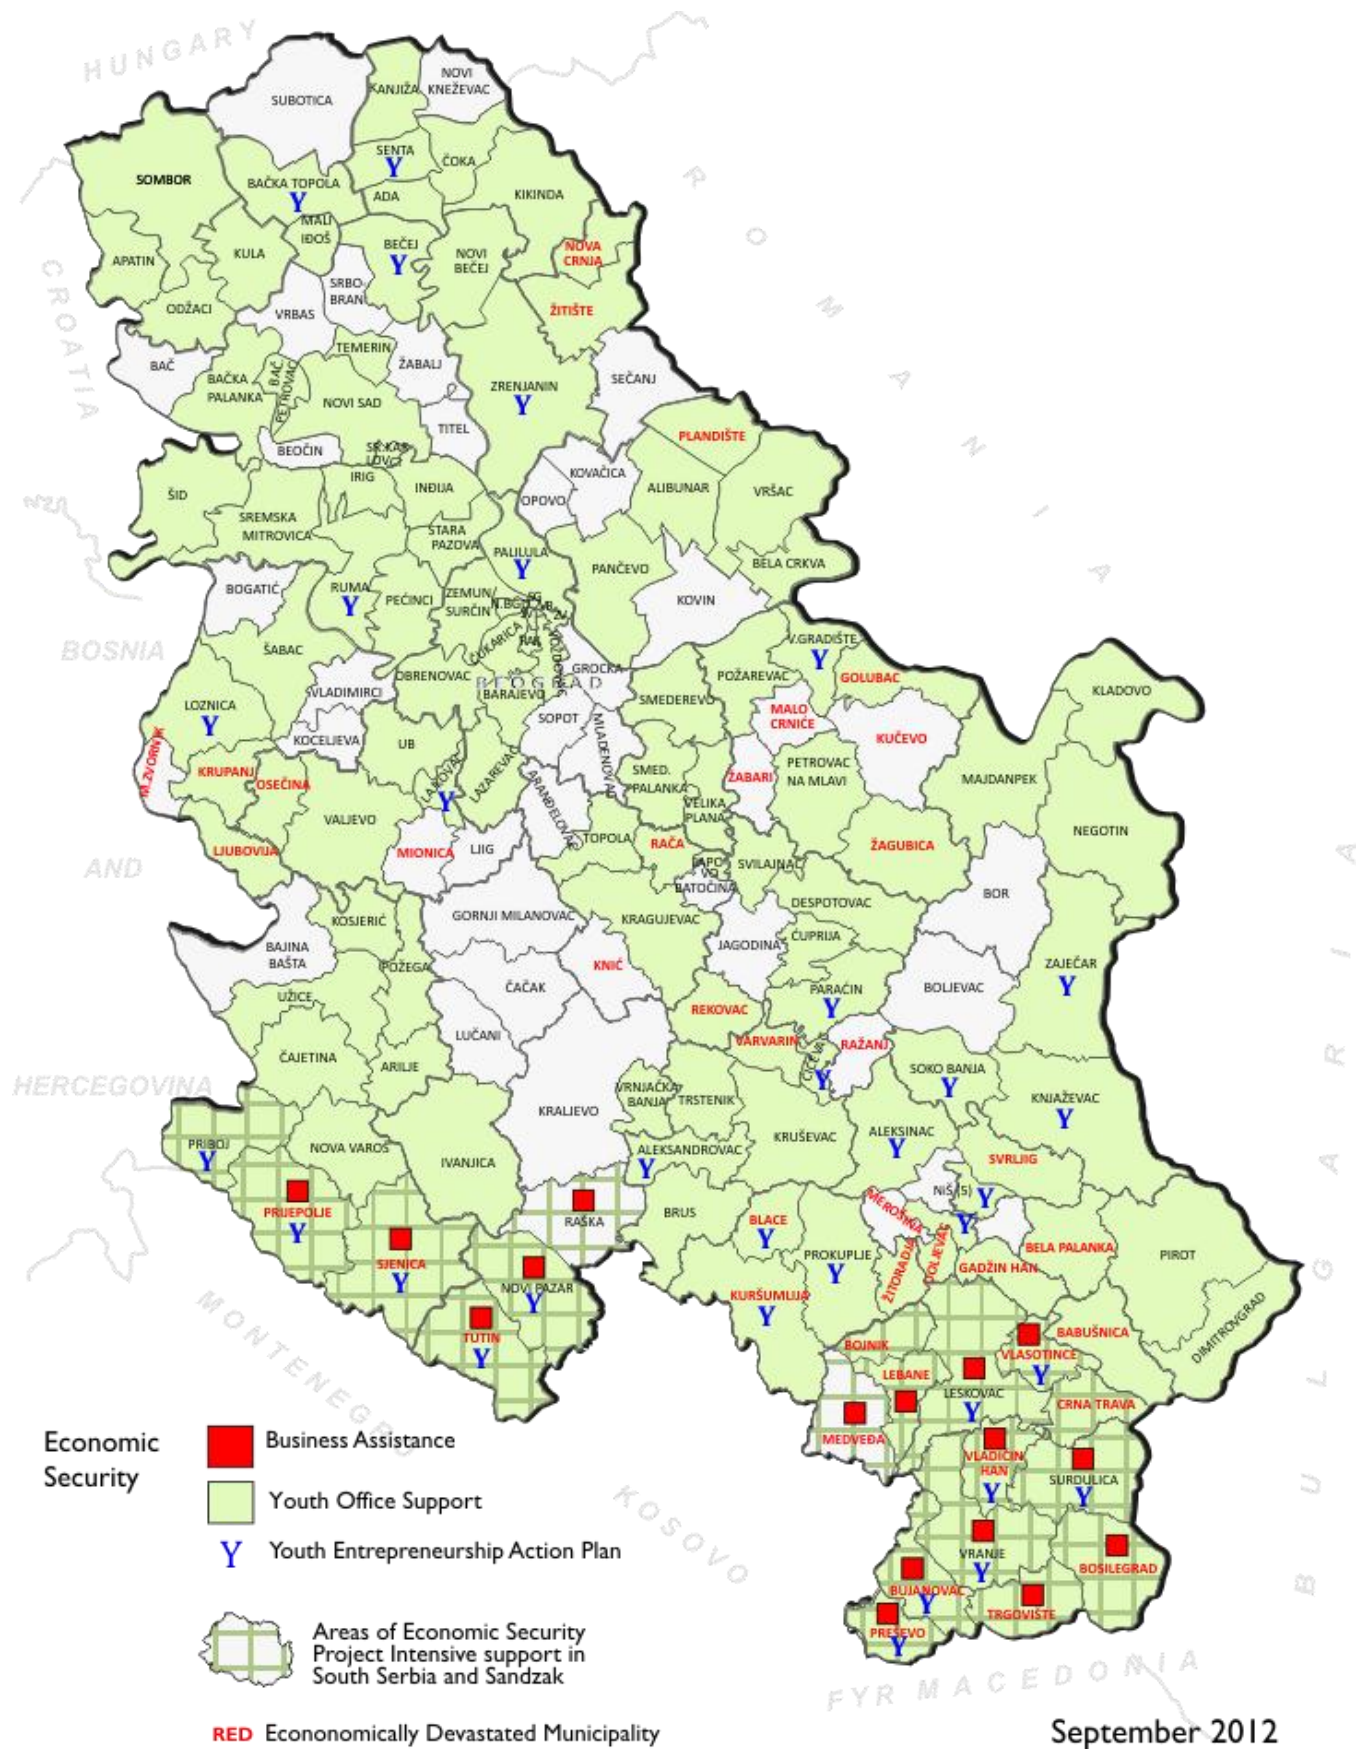 HUNGARY
NOVI
KNEŽEVAC
KANJIŽA
SUBOTICA
SENTA
Y
ČOKA
SOMBOR
BAČKA TOPOLA
Y
ADA
KIKINDA
R O M A N I A
MALI
IĐOŠ
BEČEJ
Y
NOVI
BEČEJ
NOVA
CRNJA
KULA
APATIN
CROATIA
SRBO-
BRAN
ODŽACI
VRBAS
ŽITIŠTE
TEMERIN
ŽABALJ
BAČ
BAČKA
PALANKA
BAČ.
PETROVAC
NOVI SAD
ZRENJANIN
Y
SEČANJ
TITEL
PLANDIŠTE
BEOČIN
IRIG
INĐIJA
KOVAČICA
OPOVO
ALIBUNAR
VRŠAC
ŠID
SREMSKA
MITROVICA
STARA
PAZOVA
PALILULA
Y
PANČEVO
BELA CRKVA
BOGATIĆ
RUMA
Y
PEĆINCI
ZEMUN/
SURČIN
KOVIN
BOSNIA
ŠABAC
ČUKARICA
V.GRADIŠTE
Y
OBRENOVAC
GROCKA
BEOGRAD
BARAJEVO
POŽAREVAC
GOLUBAC
KLADOVO
VLADIMIRCI
SMEDEREVO
LOZNICA
Y
SOPOT
MLADENOVAC
MALO
CRNIĆE
KOCELJEVA
UB
KUČEVO
M.ZVORNIK
KRUPANJ
OSEČINA
LAJKOVAC
Y
LAZAREVAC
ARANĐELOVAC
SMED.
PALANKA
ŽABARI
PETROVAC
NA MLAVI
MAJDANPEK
VALJEVO
VELIKA
PLANA
NEGOTIN
LJUBOVIJA
MIONICA
LJIG
TOPOLA
RAČA
ŽAGUBICA
AND
LAPO-
VO
SVILAJNAC
BATOČINA
BOR
KOSJERIĆ
GORNJI MILANOVAC
KRAGUJEVAC
DESPOTOVAC
BAJINA
BAŠTA
JAGODINA
ĆUPRIJA
POŽEGA
KNIĆ
ZAJEČAR
Y
ČAČAK
PARAĆIN
Y
BOLJEVAC
UŽICE
REKOVAC
LUČANI
VARVARIN
ĆIĆEVAC
Y
RAŽANJ
ČAJETINA
ARILJE
SOKO BANJA
Y
HERCEGOVINA
VRNJAČKA
BANJA
TRSTENIK
KNJAŽEVAC
Y
KRALJEVO
PRIBOJ
Y
NOVA VAROŠ
ALEKSANDROVAC
Y
KRUŠEVAC
ALEKSINAC
Y
IVANJICA
SVRLJIG
NIŠ (5)
Y
Y
PRIJEPOLJE
Y
RAŠKA
BRUS
BLACE
Y
MEROŠINA
SJENICA
Y
PROKUPLJE
Y
ŽITORAĐA
DOLJEVAC
BELA PALANKA
GADŽIN HAN
PIROT
NOVI PAZAR
Y
KURŠUMLIJA
Y
BULGARIA
MONTENEGRO
TUTIN
Y
BOJNIK
BABUŠNICA
DIMITROVGRAD
VLASOTINCE
Y
LEBANE
LESKOVAC
Y
CRNA TRAVA
MEDVEĐA
VLADIČIN
HAN
Y
SURDULICA
Y
KOSOVO
VRANJE
Y
BOSILEGRAD
BUJANOVAC
Y
TRGOVIŠTE
PREŠEVO
Y
FYR MACEDONIA
Economic
Security
Business Assistance
Youth Office Support
Y Youth Entrepreneurship Action Plan
Areas of Economic Security
Project Intensive support in
South Serbia and Sandzak
RED Econonomically Devastated Municipality
September 2012